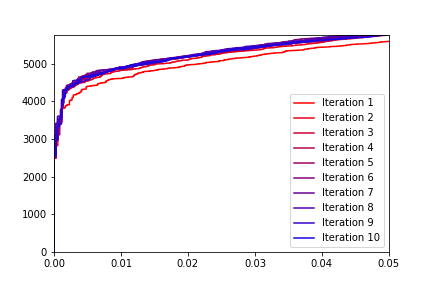 5000
4000
3000
2000
1000
0
0.00 0.01 0.02 0.03 0.04 0.05
Iteration 1
Iteration 2
Iteration 3
Iteration 4
Iteration 5
Iteration 6
Iteration 7
Iteration 8
Iteration 9
Iteration 10